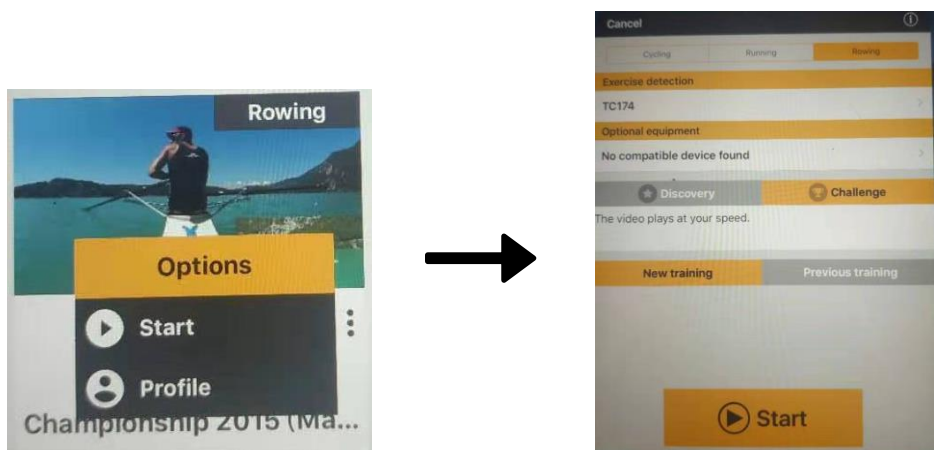 Rowing
Options
Start
Profile
Championship 2015 (Ma...
Cancel
Cycling Running Rowing
Exercise detection
TC174
Optional equipment
No compatible device found
Discovery Challenge
The video plays at your speed.
New training Previous training
Start